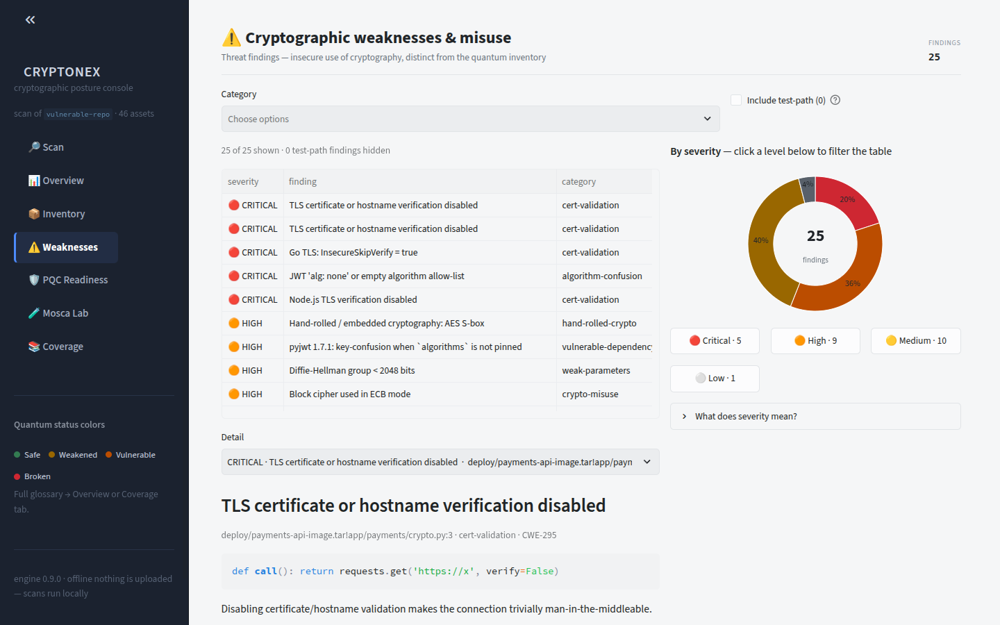 CRYPTONEX
cryptographic posture console
scan of vulnerable-repo · 46 assets
🔎 Scan
📊 Overview
📦 Inventory
⚠️ Weaknesses
🛡️ PQC Readiness
🧪 Mosca Lab
📚 Coverage
Quantum status colors
Safe
Weakened
Vulnerable
Broken
Full glossary → Overview or Coverage
tab.
engine 0.9.0 · offline nothing is uploaded
— scans run locally
⚠️ Cryptographic weaknesses & misuse
Threat findings — insecure use of cryptography, distinct from the quantum inventory
FINDINGS
25
Category
Choose options
Include test-path (0)
25 of 25 shown · 0 test-path findings hidden
severity finding category
🔴 CRITICAL TLS certificate or hostname verification disabled cert-validation
🔴 CRITICAL TLS certificate or hostname verification disabled cert-validation
🔴 CRITICAL Go TLS: InsecureSkipVerify = true cert-validation
🔴 CRITICAL JWT 'alg: none' or empty algorithm allow-list algorithm-confusion
🔴 CRITICAL Node.js TLS verification disabled cert-validation
🟠 HIGH Hand-rolled / embedded cryptography: AES S-box hand-rolled-crypto
🟠 HIGH pyjwt 1.7.1: key-confusion when `algorithms` is not pinned vulnerable-dependency
🟠 HIGH Diffie-Hellman group < 2048 bits weak-parameters
🟠 HIGH Block cipher used in ECB mode crypto-misuse
By severity — click a level below to filter the table
4%
20%
40%
25
findings
36%
🔴 Critical · 5
🟠 High · 9
🟡 Medium · 10
⚪ Low · 1
What does severity mean?
Detail
CRITICAL · TLS certificate or hostname verification disabled · deploy/payments-api-image.tar!app/payn
TLS certificate or hostname verification disabled
deploy/payments-api-image.tar!app/payments/crypto.py:3 · cert-validation · CWE-295
def call(): return requests.get('https://x', verify=False)
Disabling certificate/hostname validation makes the connection trivially man-in-the-middleable.